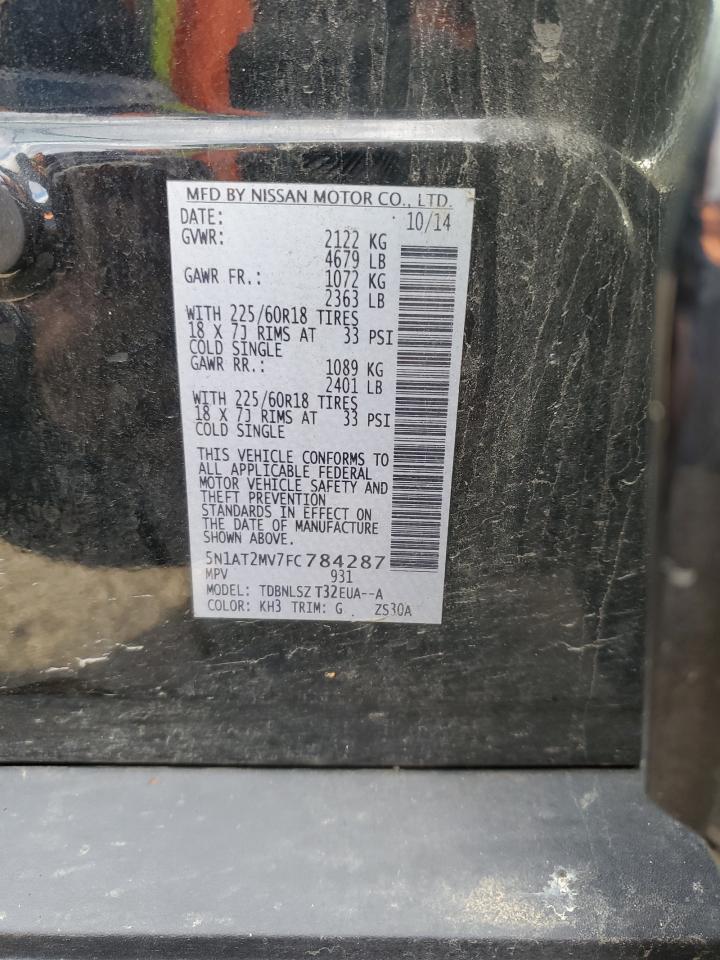 MFD BY NISSAN MOTOR CO., LTD.
DATE: 10/14
GVWR: 2122 KG
4679 LB
GAWR FR.: 1072 KG
2363 LB
WITH 225/60R18 TIRES
18 X 7J RIMS AT 33 PSI
COLD SINGLE
GAWR RR.: 1089 KG
2401 LB
WITH 225/60R18 TIRES
18 X 7J RIMS AT 33 PSI
COLD SINGLE
THIS VEHICLE CONFORMS TO
ALL APPLICABLE FEDERAL
MOTOR VEHICLE SAFETY AND
THEFT PREVENTION
STANDARDS IN EFFECT ON
THE DATE OF MANUFACTURE
SHOWN ABOVE.
5N1AT2MV7FC784287
MPV 931
MODEL: TDBNLSZ T32EUA--A
COLOR: KH3 TRIM: G ZS30A